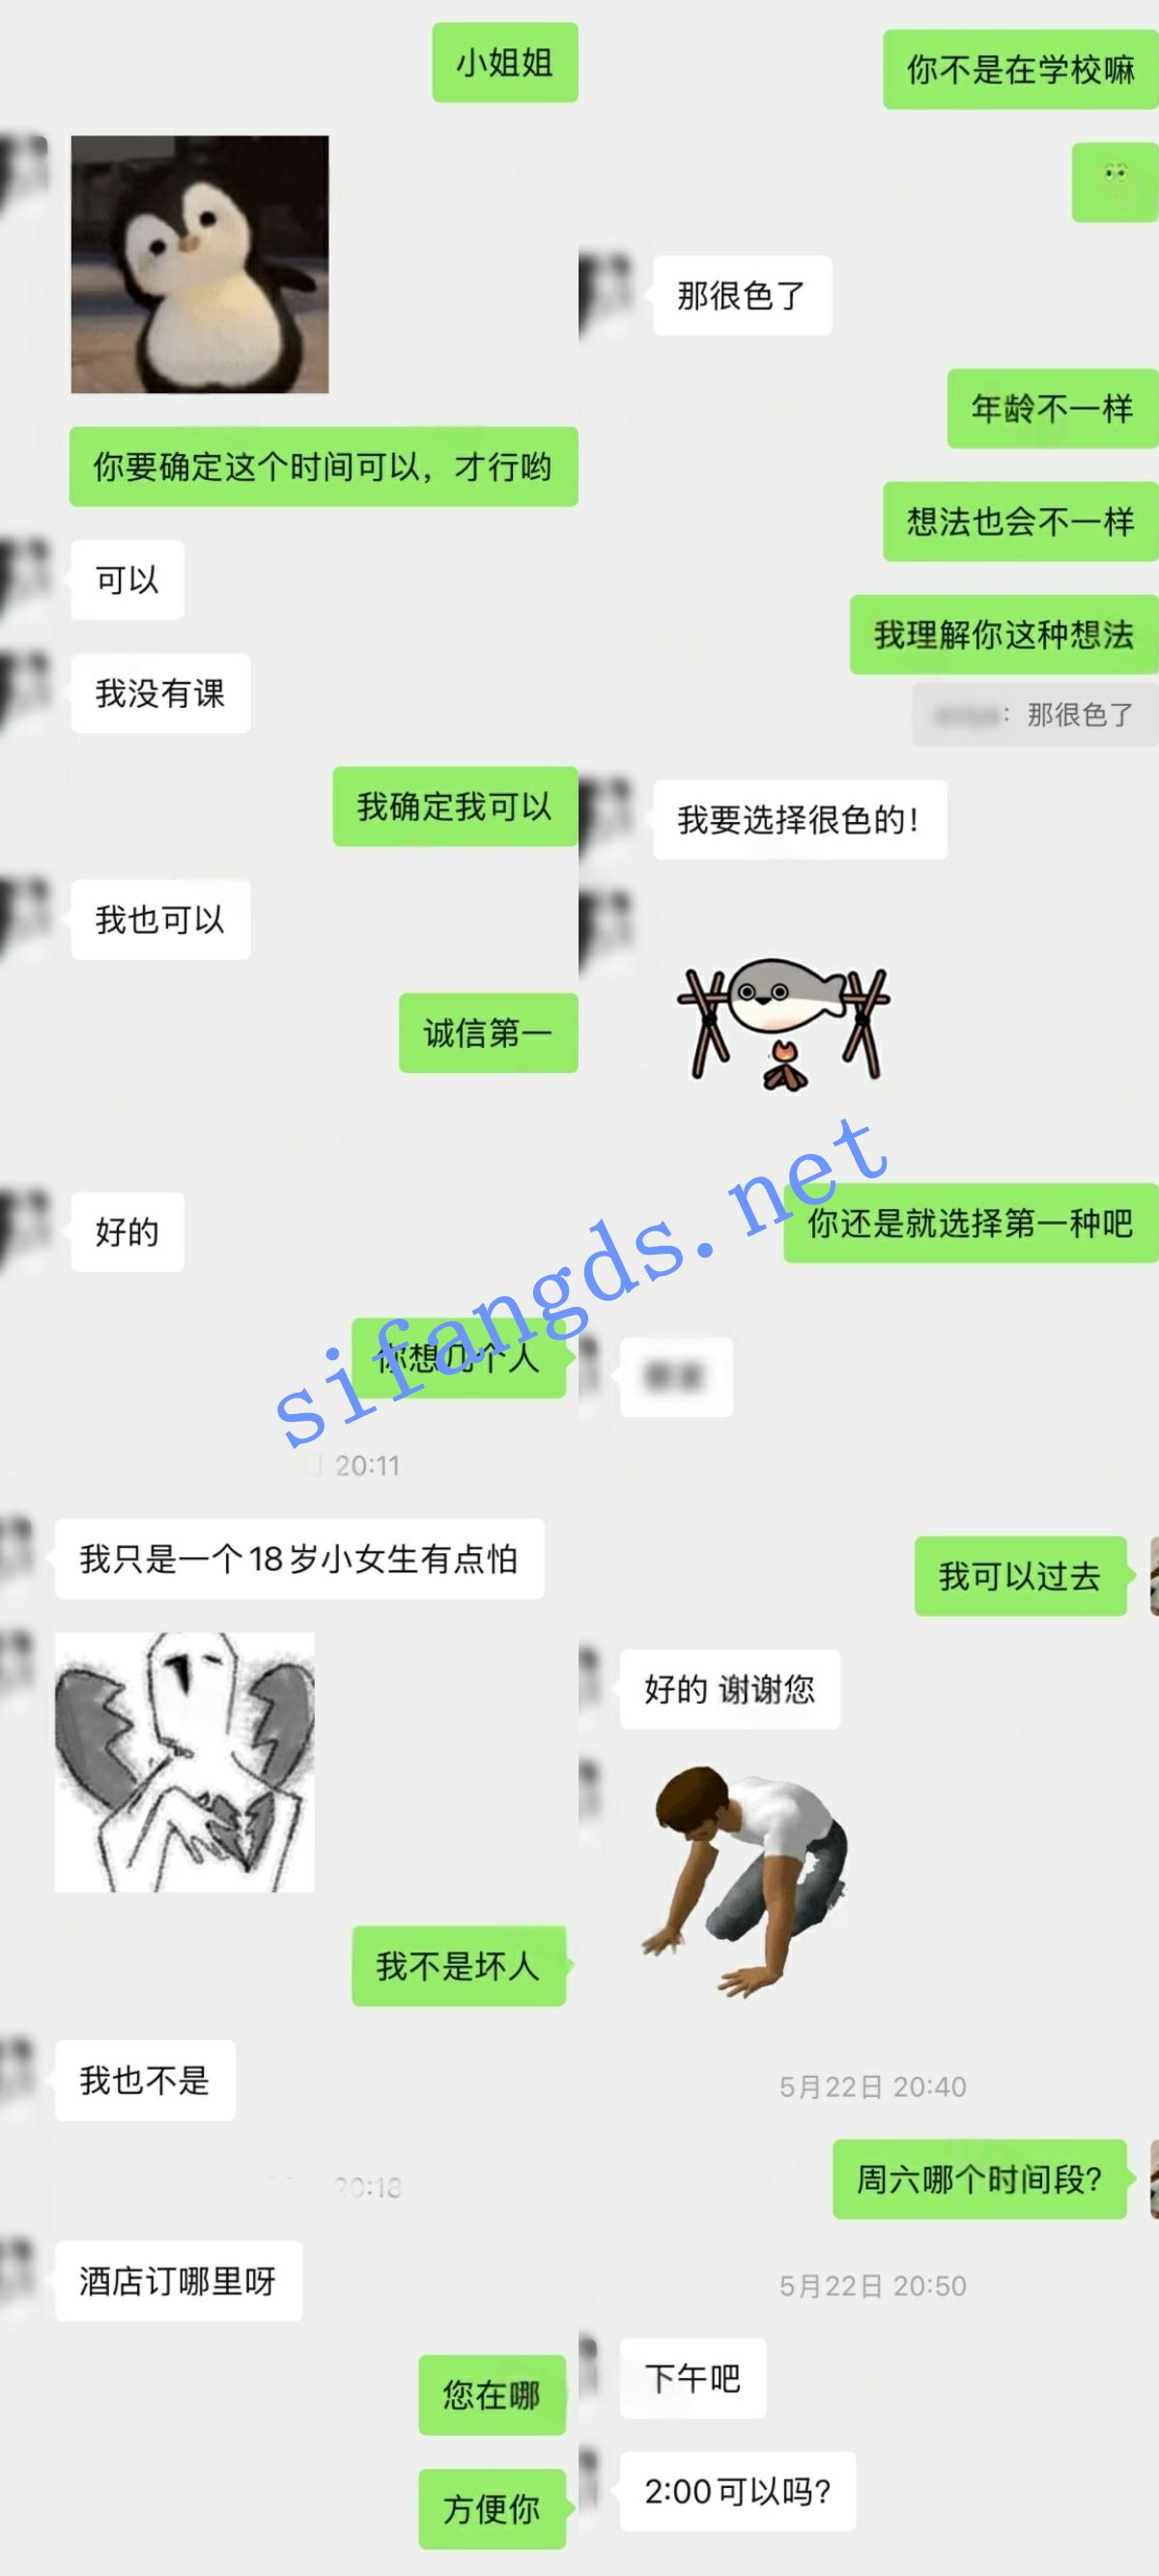 小姐姐
你要确定这个时间可以，才行哟
可以
我没有课
我确定我可以
我也可以
诚信第一
好的
你想几个人
20:11
我只是一个18岁小女生有点怕
我不是坏人
我也不是
20:18
酒店订哪里呀
您在哪
方便你
你不是在学校嘛
那很色了
年龄不一样
想法也会不一样
我理解你这种想法
：那很色了
我要选择很色的！
你还是就选择第一种吧
我可以过去
好的 谢谢您
5月22日 20:40
周六哪个时间段？
5月22日 20:50
下午吧
2:00可以吗？
sifangds.net